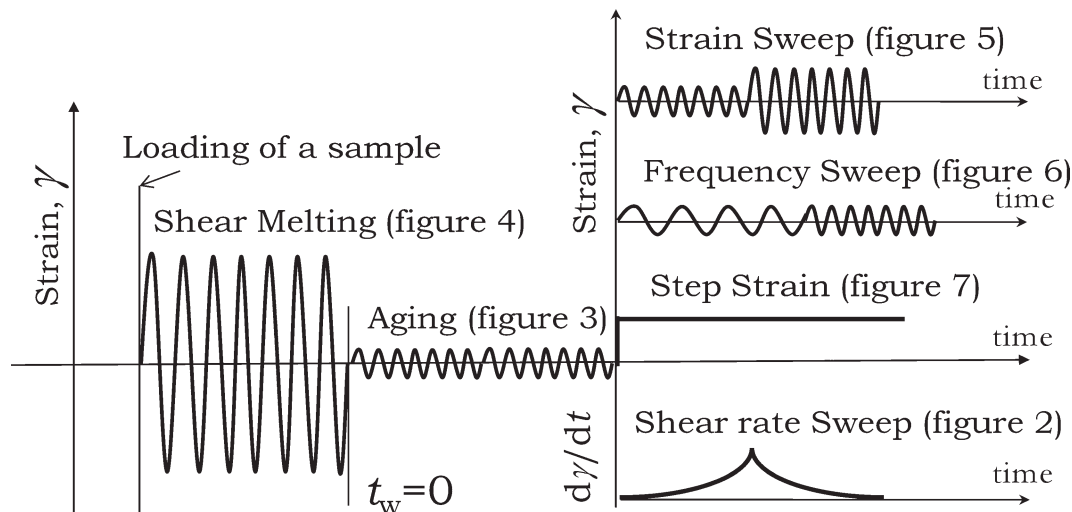 Strain Sweep (figure 5)
time
Strain, γ
Loading of a sample
Frequency Sweep (figure 6)
time
Strain, γ
Shear Melting (figure 4)
Step Strain (figure 7)
Aging (figure 3)
time
Shear rate Sweep (figure 2)
dγ/dt
time
t_w=0